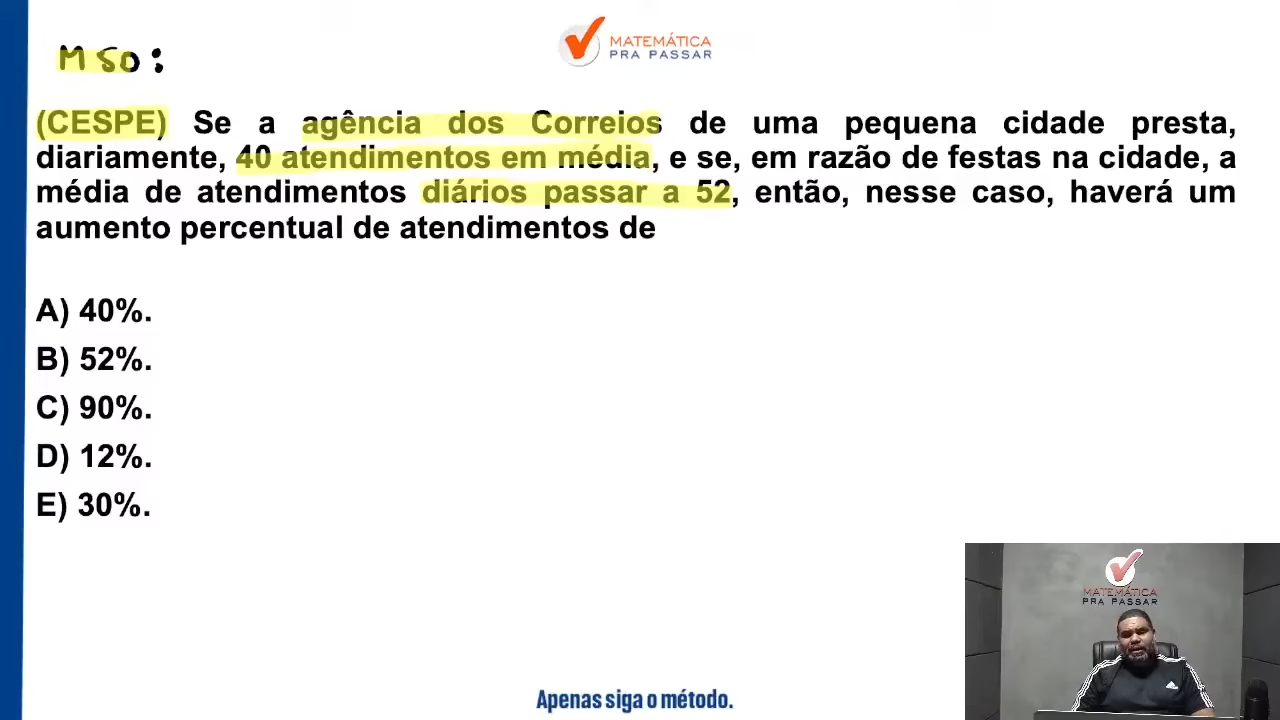 M50:
MATEMÁTICA
PRA PASSAR
(CESPE) Se a agência dos Correios de uma pequena cidade presta,
diariamente, 40 atendimentos em média, e se, em razão de festas na cidade, a
média de atendimentos diários passar a 52, então, nesse caso, haverá um
aumento percentual de atendimentos de
A) 40%.
B) 52%.
C) 90%.
D) 12%.
E) 30%.
MATEMÁTICA
PRA PASSAR
Apenas siga o método.